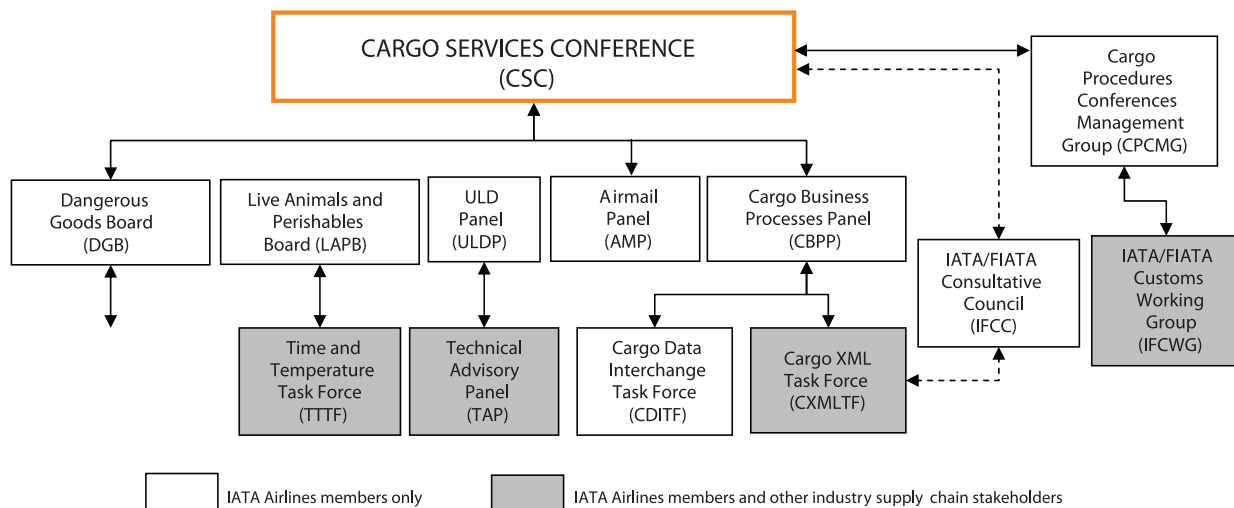 CARGO SERVICES CONFERENCE
(CSC)
Cargo
Procedures
Conferences
Management
Group (CPCMG)
Dangerous
Goods Board
(DGB)
Live Animals and
Perishables
Board (LAPB)
ULD
Panel
(ULDP)
Airmail
Panel
(AMP)
Cargo Business
Processes Panel
(CBPP)
IATA/FIATA
Consultative
Council
(IFCC)
IATA/FIATA
Customs
Working
Group
(IFCWG)
Time and
Temperature
Task Force
(TTTF)
Technical
Advisory
Panel
(TAP)
Cargo Data
Interchange
Task Force
(CDITF)
Cargo XML
Task Force
(CXMLTF)
IATA Airlines members only
IATA Airlines members and other industry supply chain stakeholders